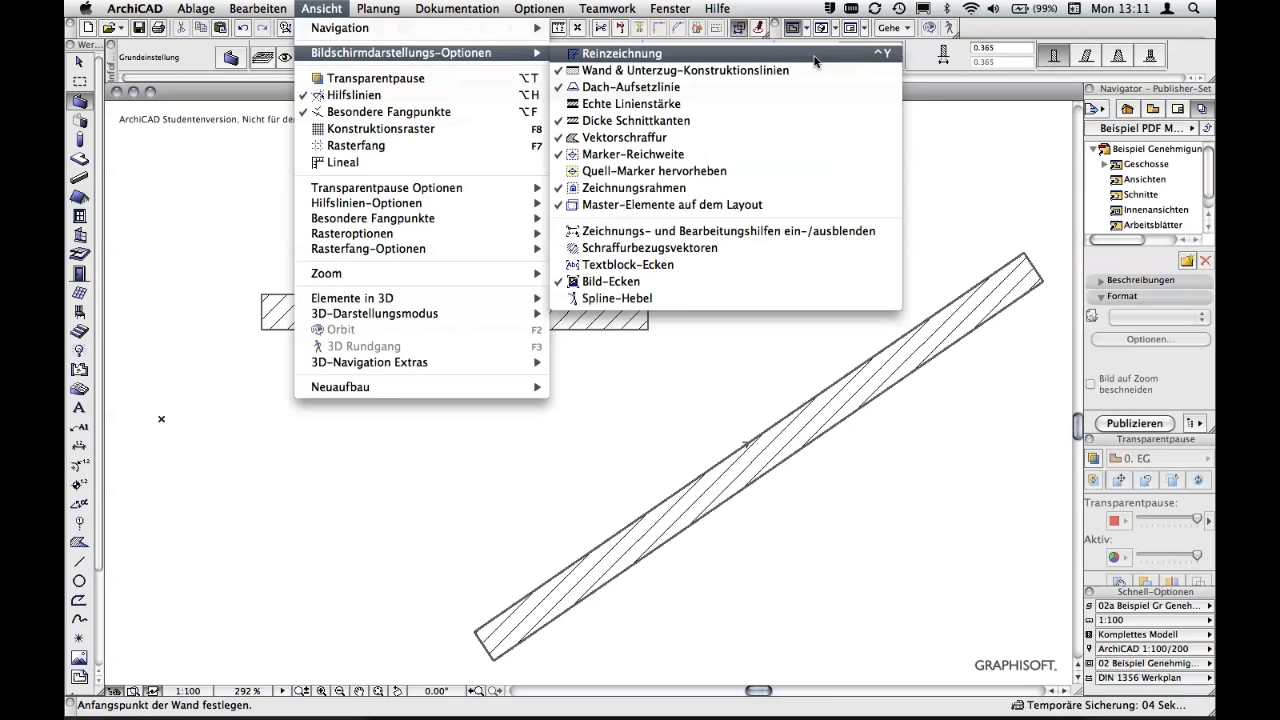 ArchiCAD Ablage Bearbeiten Ansicht Planung Dokumentation Optionen Teamwork Fenster Hilfe (99%) Mon 13:11
Wer...
Gehe
Grundeinstellung
0.365
0.365
ArchiCAD Studentenversion. Nicht für de
Navigation
Bildschirmdarstellungs-Optionen
Transparentpause ⌥T
✓ Hilfslinien ⌥H
✓ Besondere Fangpunkte ⌥F
Konstruktionsraster F8
Rasterfang F7
Lineal
Transparentpause Optionen
Hilfslinien-Optionen
Besondere Fangpunkte
Rasteroptionen
Rasterfang-Optionen
Zoom
Elemente in 3D
3D-Darstellungsmodus
Orbit F2
3D Rundgang F3
3D-Navigation Extras
Neuaufbau
Reinzeichnung ^Y
✓ Wand & Unterzug-Konstruktionslinien
✓ Dach-Aufsetzlinie
Echte Linienstärke
✓ Dicke Schnittkanten
✓ Vektorschraffur
✓ Marker-Reichweite
Quell-Marker hervorheben
✓ Zeichnungsrahmen
✓ Master-Elemente auf dem Layout
Zeichnungs- und Bearbeitungshilfen ein-/ausblenden
Schraffurbezugsvektoren
Textblock-Ecken
✓ Bild-Ecken
Spline-Hebel
Navigator - Publisher-Set
Beispiel PDF M...
Beispiel Genehmigun
Geschosse
Ansichten
Schnitte
Innenansichten
Arbeitsblätter
Beschreibungen
Format
Optionen...
Bild auf Zoom
beschneiden
Publizieren
Transparentpause
0. EG
Transparentpause:
Aktiv:
Schnell-Optionen
02a Beispiel Gr Geneh...
1:100
Komplettes Modell
ArchiCAD 1:100/200
02 Beispiel Genehmig...
DIN 1356 Werkplan
GRAPHISOFT.
1:100 292 % 0.00°
Anfangspunkt der Wand festlegen.
Temporäre Sicherung: 04 Sek...